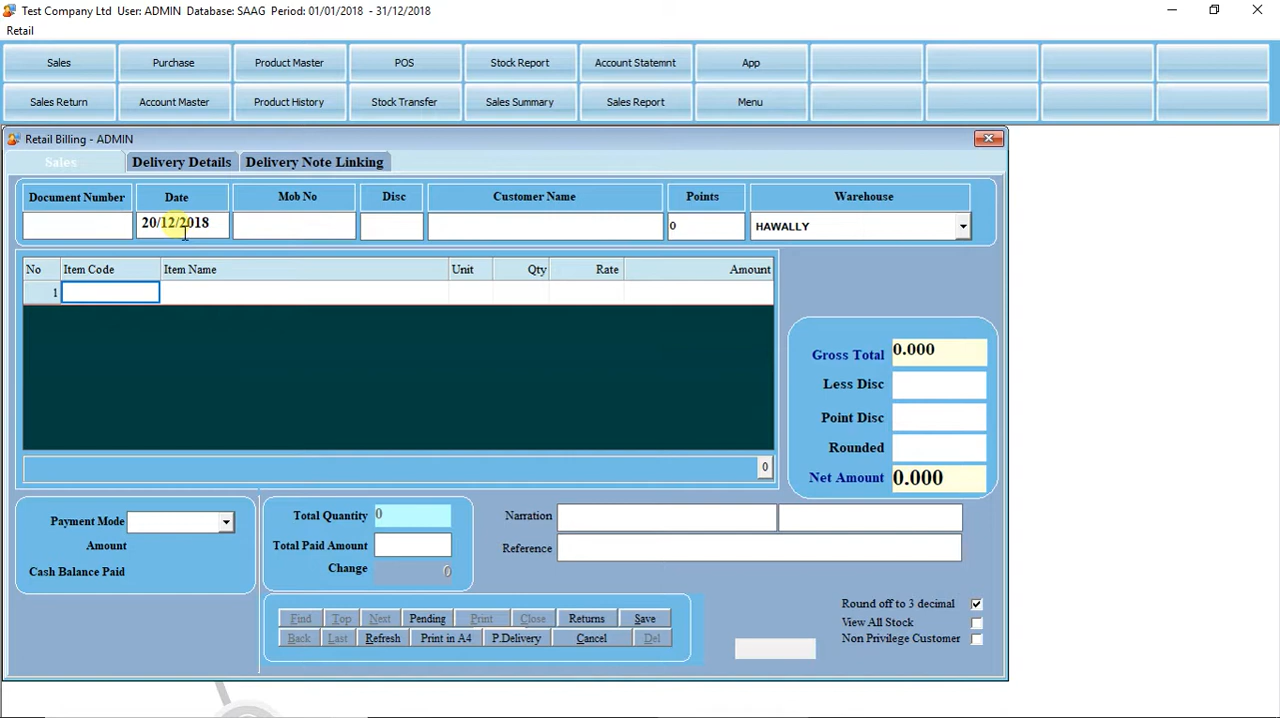 Test Company Ltd User: ADMIN Database: SAAG Period: 01/01/2018 - 31/12/2018
Retail
Sales Purchase Product Master POS Stock Report Account Statemnt App
Sales Return Account Master Product History Stock Transfer Sales Summary Sales Report Menu
Retail Billing - ADMIN
Sales Delivery Details Delivery Note Linking
Document Number Date Mob No Disc Customer Name Points Warehouse
20/12/2018 0 HAWALLY
No Item Code Item Name Unit Qty Rate Amount
1
Gross Total 0.000
Less Disc
Point Disc
Rounded
0
Net Amount 0.000
Payment Mode Total Quantity 0 Narration
Amount Total Paid Amount Reference
Cash Balance Paid Change 0
Round off to 3 decimal
Find Top Next Pending Print Close Returns Save View All Stock
Back Last Refresh Print in A4 P.Delivery Cancel Del Non Privilege Customer